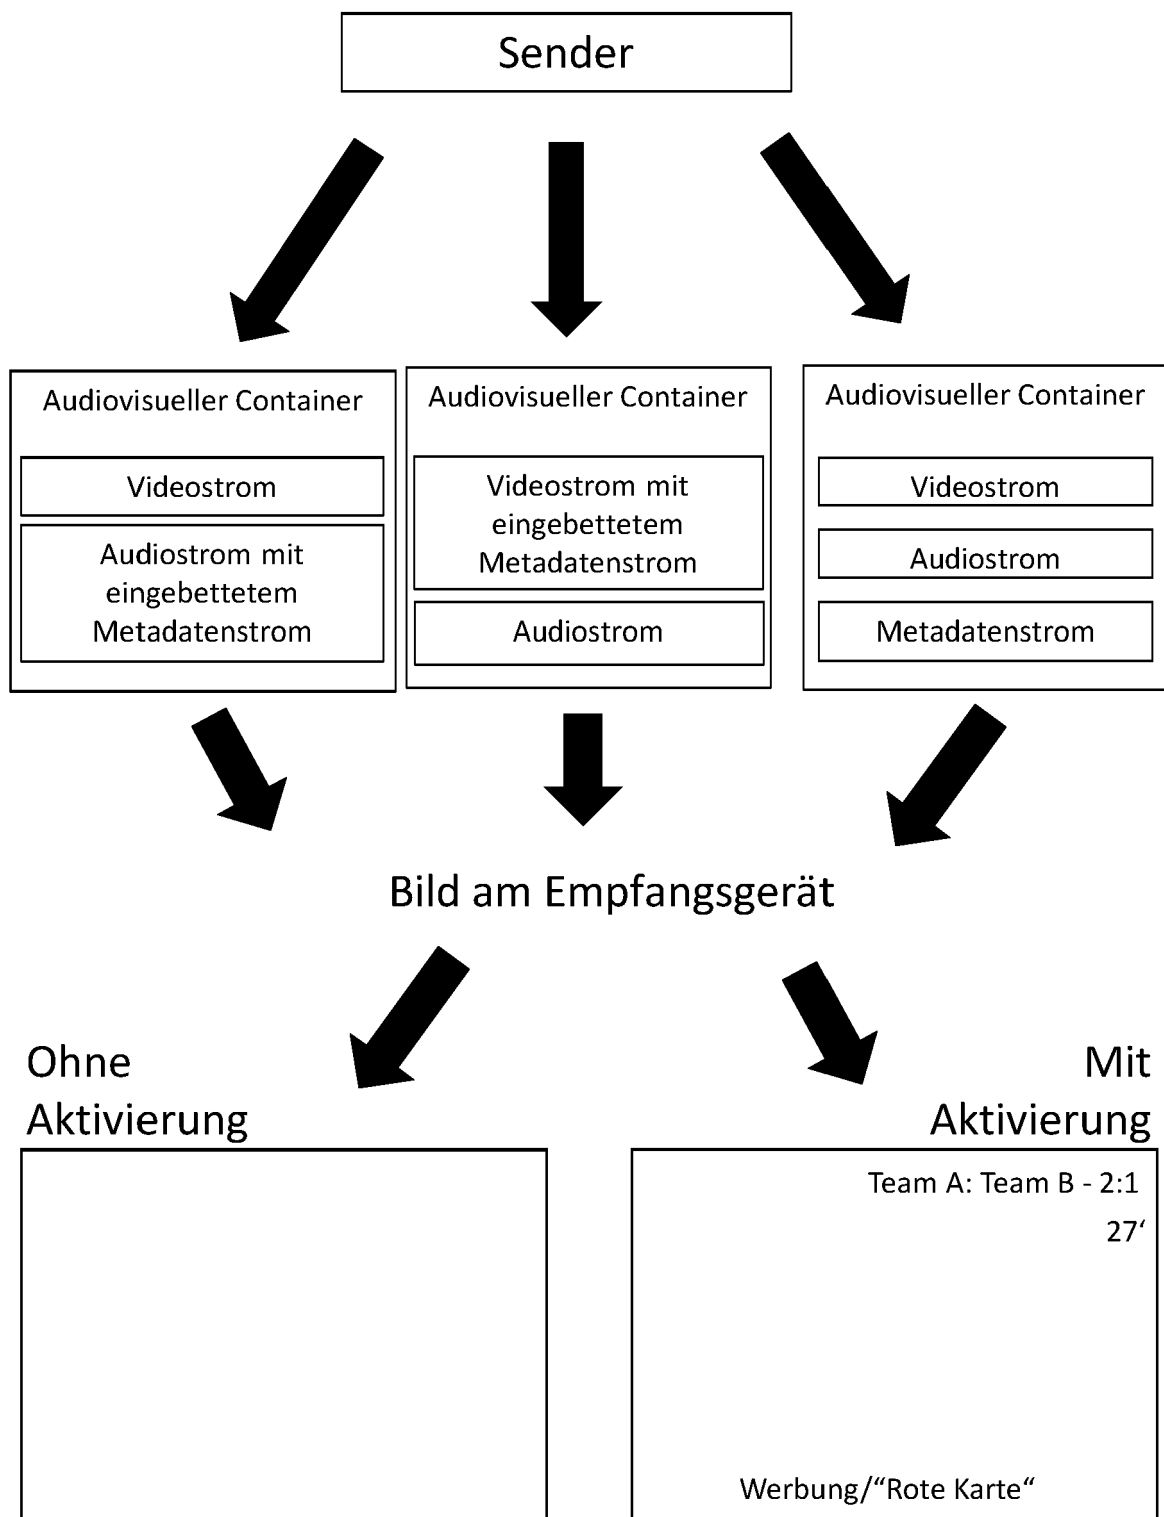 Sender
Audiovisueller Container
Videostrom
Audiostrom mit
eingebettetem
Metadatenstrom
Audiovisueller Container
Videostrom mit
eingebettetem
Metadatenstrom
Audiostrom
Audiovisueller Container
Videostrom
Audiostrom
Metadatenstrom
Bild am Empfangsgerät
Ohne
Aktivierung
Mit
Aktivierung
Team A: Team B - 2:1
27‘
Werbung/“Rote Karte“